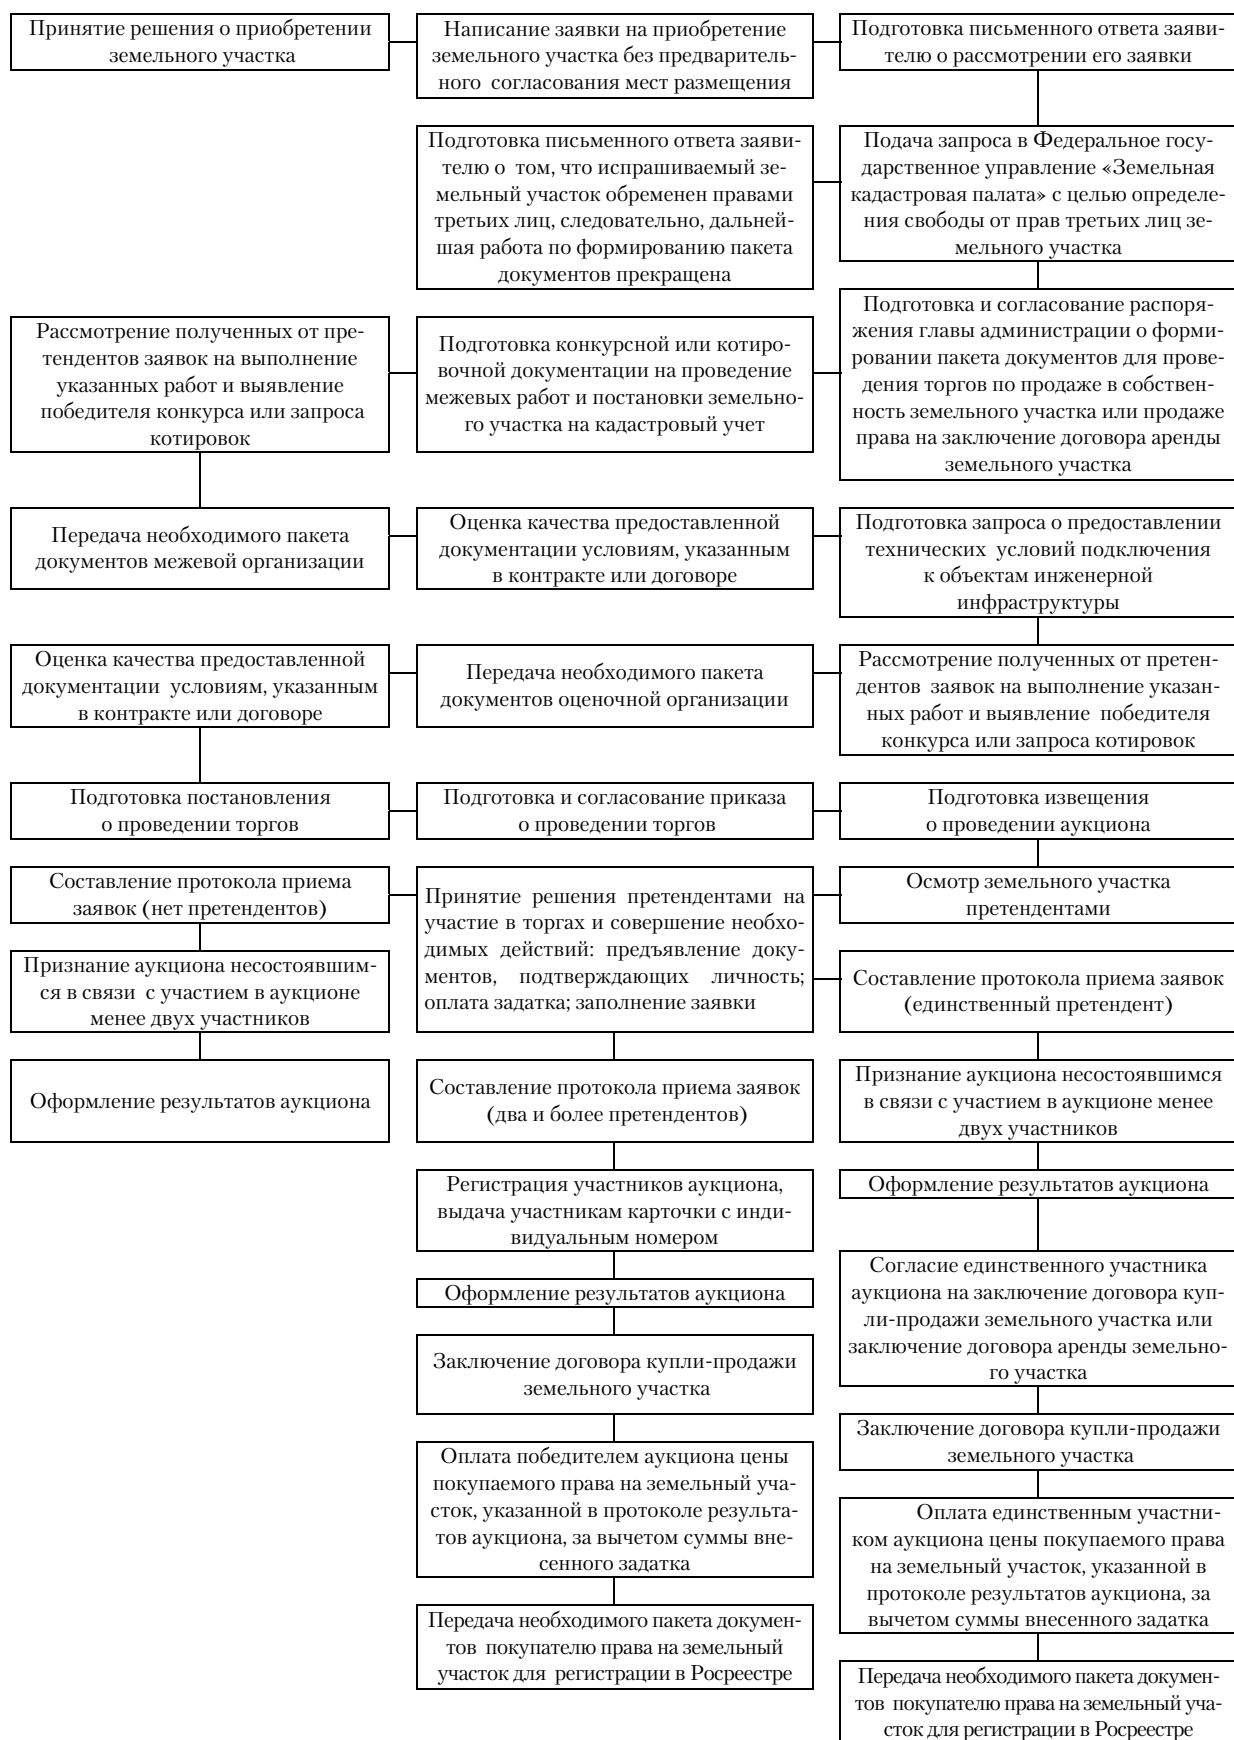 Принятие решения о приобретении
земельного участка
Написание заявки на приобретение
земельного участка без предваритель-
ного согласования мест размещения
Подготовка письменного ответа заяви-
телю о рассмотрении его заявки
Подготовка письменного ответа заяви-
телю о том, что испрашиваемый зе-
мельный участок обременен правами
третьих лиц, следовательно, дальней-
шая работа по формированию пакета
документов прекращена
Подача запроса в Федеральное госу-
дарственное управление «Земельная
кадастровая палата» с целью определе-
ния свободы от прав третьих лиц зе-
мельного участка
Рассмотрение полученных от пре-
тендентов заявок на выполнение
указанных работ и выявление
победителя конкурса или запроса
котировок
Подготовка конкурсной или котиро-
вочной документации на проведение
межевых работ и постановки земельно-
го участка на кадастровый учет
Подготовка и согласование распоря-
жения главы администрации о форми-
ровании пакета документов для прове-
дения торгов по продаже в собствен-
ность земельного участка или продаже
права на заключение договора аренды
земельного участка
Передача необходимого пакета
документов межевой организации
Оценка качества предоставленной
документации условиям, указанным
в контракте или договоре
Подготовка запроса о предоставлении
технических условий подключения
к объектам инженерной
инфраструктуры
Оценка качества предоставленной
документации условиям, указанным
в контракте или договоре
Передача необходимого пакета
документов оценочной организации
Рассмотрение полученных от претен-
дентов заявок на выполнение указан-
ных работ и выявление победителя
конкурса или запроса котировок
Подготовка постановления
о проведении торгов
Подготовка и согласование приказа
о проведении торгов
Подготовка извещения
о проведении аукциона
Составление протокола приема
заявок (нет претендентов)
Принятие решения претендентами на
участие в торгах и совершение необхо-
димых действий: предъявление доку-
ментов, подтверждающих личность;
оплата задатка; заполнение заявки
Осмотр земельного участка
претендентами
Признание аукциона несостоявшим-
ся в связи с участием в аукционе
менее двух участников
Составление протокола приема заявок
(единственный претендент)
Оформление результатов аукциона
Составление протокола приема заявок
(два и более претендентов)
Признание аукциона несостоявшимся
в связи с участием в аукционе менее
двух участников
Регистрация участников аукциона,
выдача участникам карточки с инди-
видуальным номером
Оформление результатов аукциона
Оформление результатов аукциона
Согласие единственного участника
аукциона на заключение договора куп-
ли-продажи земельного участка или
заключение договора аренды земельно-
го участка
Заключение договора купли-продажи
земельного участка
Заключение договора купли-продажи
земельного участка
Оплата победителем аукциона цены
покупаемого права на земельный уча-
сток, указанной в протоколе результа-
тов аукциона, за вычетом суммы вне-
сенного задатка
Оплата единственным участни-
ком аукциона цены покупаемого права
на земельный участок, указанной в
протоколе результатов аукциона, за
вычетом суммы внесенного задатка
Передача необходимого пакета докумен-
тов покупателю права на земельный
участок для регистрации в Росреестре
Передача необходимого пакета докумен-
тов покупателю права на земельный уча-
сток для регистрации в Росреестре